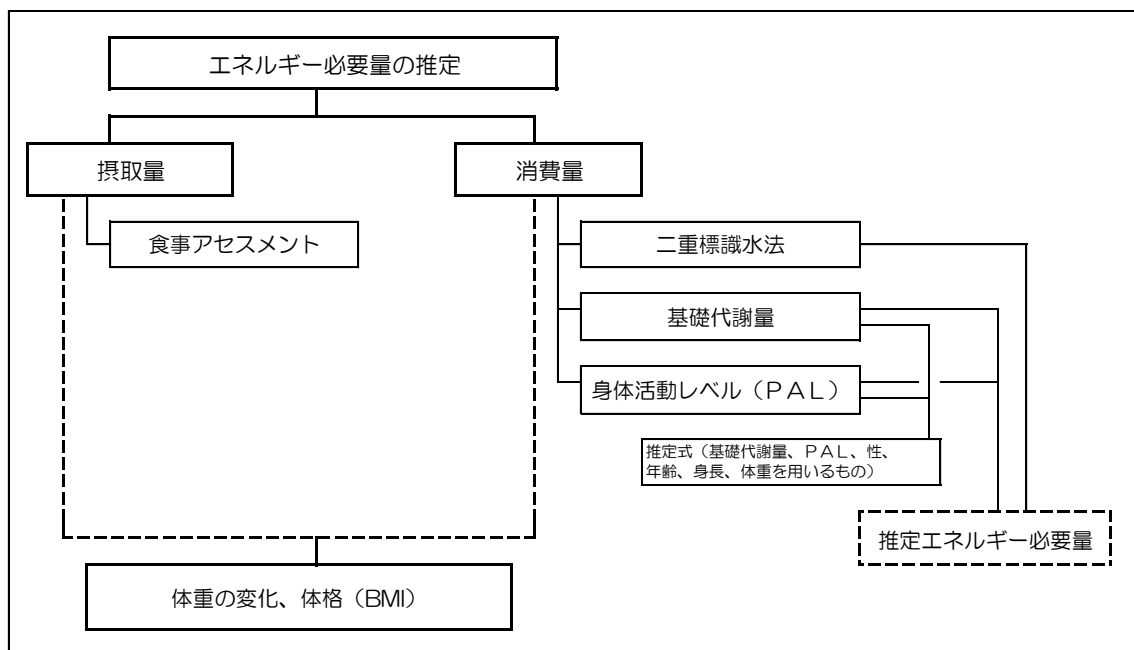 エネルギー必要量の推定
摂取量
消費量
食事アセスメント
二重標識水法
基礎代謝量
身体活動レベル（ＰＡＬ）
推定式（基礎代謝量、ＰＡＬ、性、
年齢、身長、体重を用いるもの）
推定エネルギー必要量
体重の変化、体格（BMI）